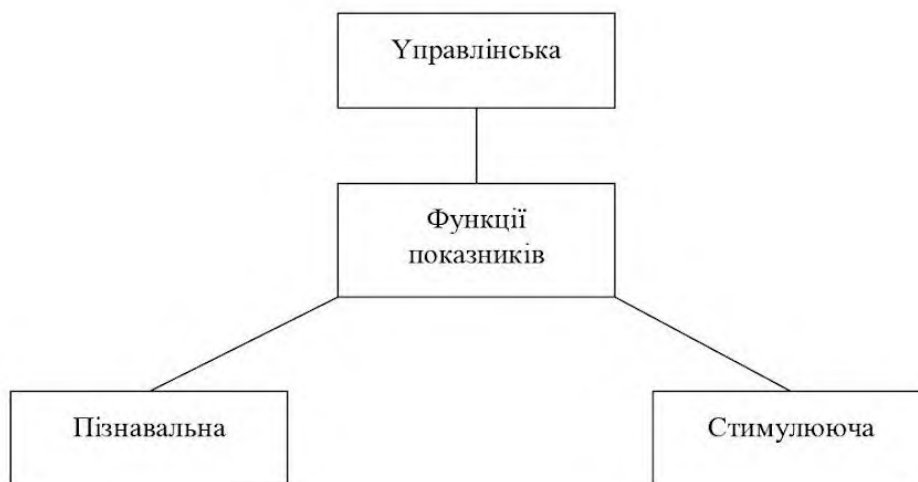 Управлінська
Функції
показників
Пізнавальна
Стимулююча